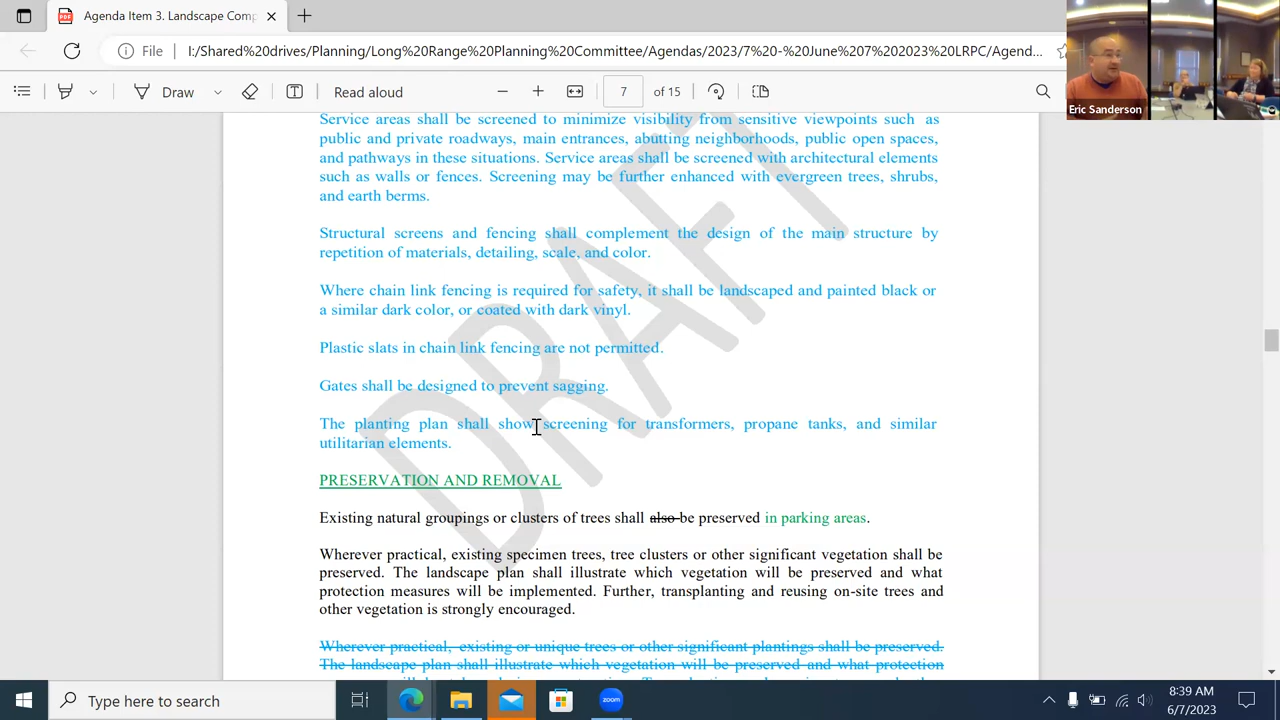 Agenda Item 3. Landscape Comp
File
I:/Shared%20drives/Planning/Long%20Range%20Planning%20Committee/Agendas/2023/7%20-%20June%207%202023%20LRPC/Agend...
Draw
Read aloud
7
of 15
Eric Sanderson
Service areas shall be screened to minimize visibility from sensitive viewpoints such as
public and private roadways, main entrances, abutting neighborhoods, public open spaces,
and pathways in these situations. Service areas shall be screened with architectural elements
such as walls or fences. Screening may be further enhanced with evergreen trees, shrubs,
and earth berms.
Structural screens and fencing shall complement the design of the main structure by
repetition of materials, detailing, scale, and color.
Where chain link fencing is required for safety, it shall be landscaped and painted black or
a similar dark color, or coated with dark vinyl.
Plastic slats in chain link fencing are not permitted.
Gates shall be designed to prevent sagging.
The planting plan shall show screening for transformers, propane tanks, and similar
utilitarian elements.
PRESERVATION AND REMOVAL
Existing natural groupings or clusters of trees shall also be preserved in parking areas.
Wherever practical, existing specimen trees, tree clusters or other significant vegetation shall be
preserved. The landscape plan shall illustrate which vegetation will be preserved and what
protection measures will be implemented. Further, transplanting and reusing on-site trees and
other vegetation is strongly encouraged.
Wherever practical, existing or unique trees or other significant plantings shall be preserved.
The landscape plan shall illustrate which vegetation will be preserved and what protection
DRAFT
Type here to search
zoom
8:39 AM
6/7/2023